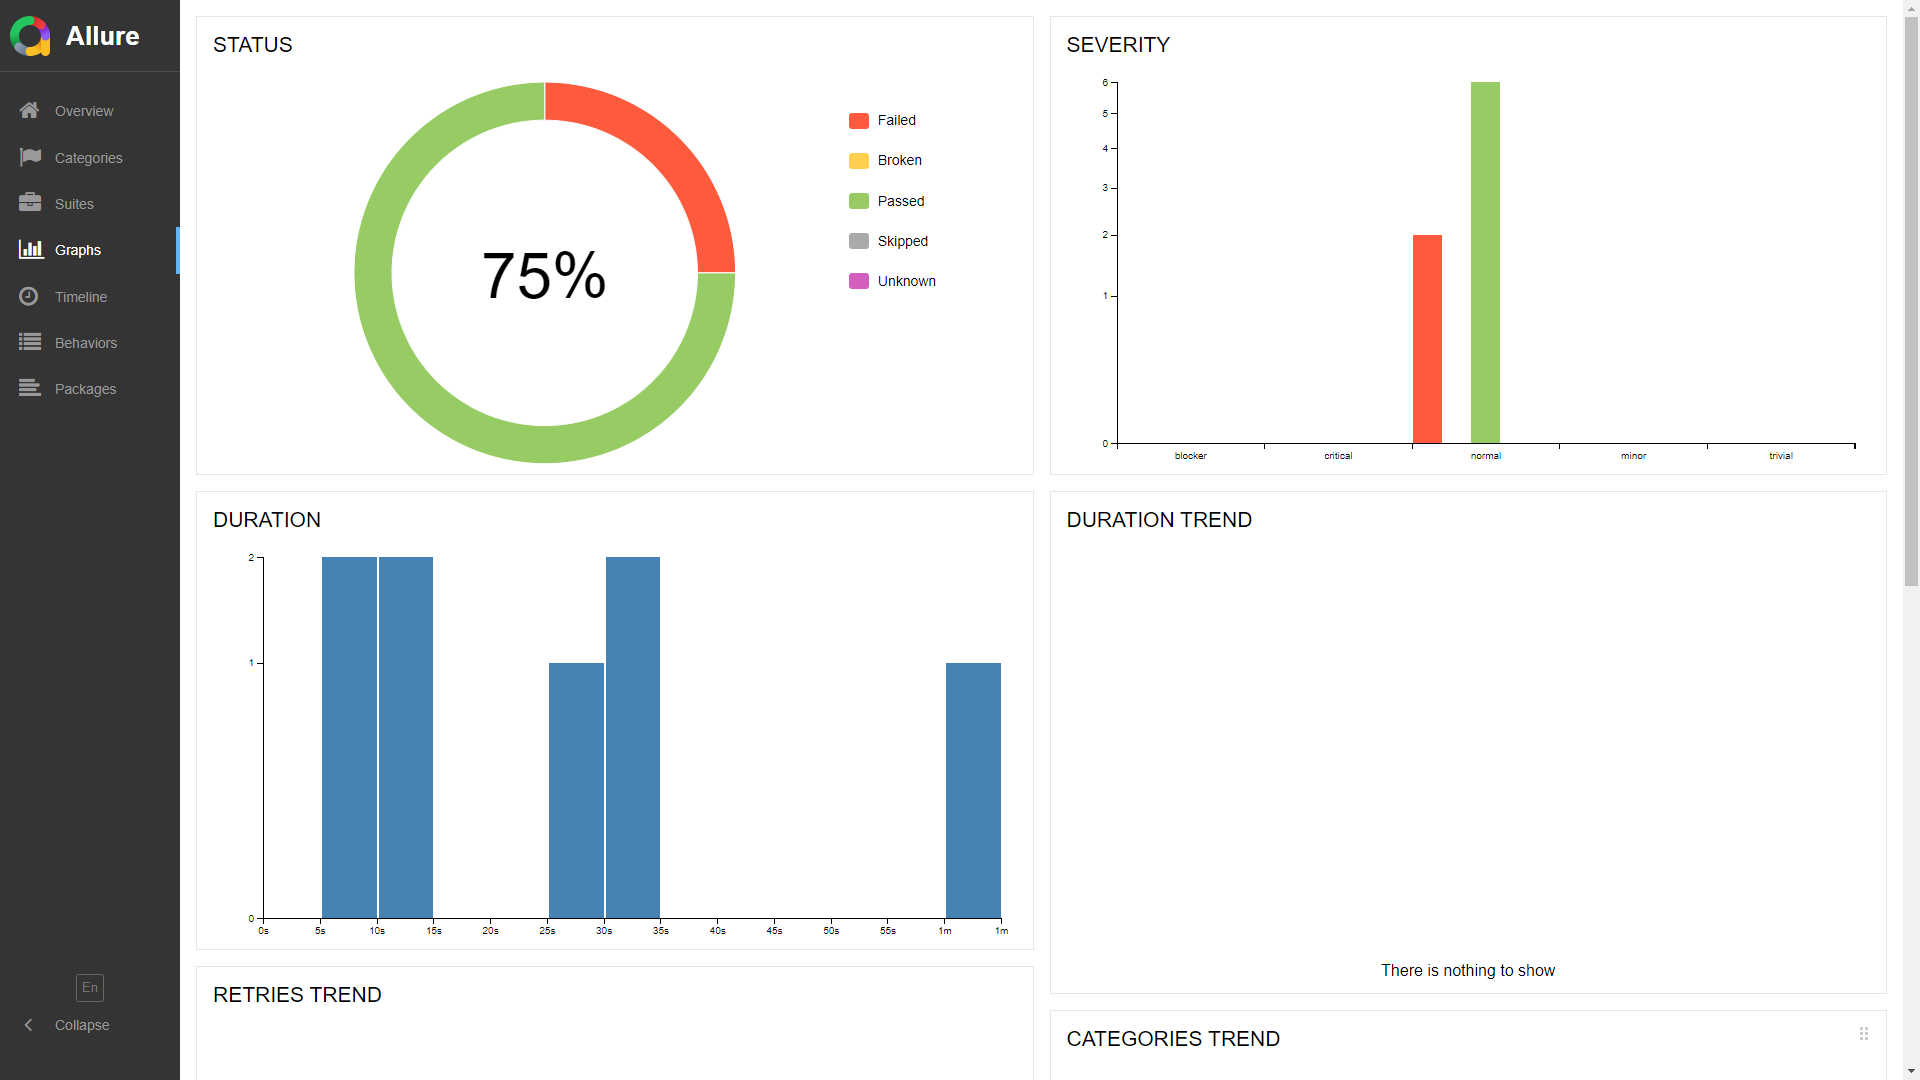 Allure
Overview
Categories
Suites
Graphs
Timeline
Behaviors
Packages
En
Collapse
STATUS
75%
Failed
Broken
Passed
Skipped
Unknown
SEVERITY
6
5
4
3
2
1
0
blocker critical normal minor trivial
DURATION
2
1
0
0s 5s 10s 15s 20s 25s 30s 35s 40s 45s 50s 55s 1m 1m
DURATION TREND
There is nothing to show
RETRIES TREND
CATEGORIES TREND